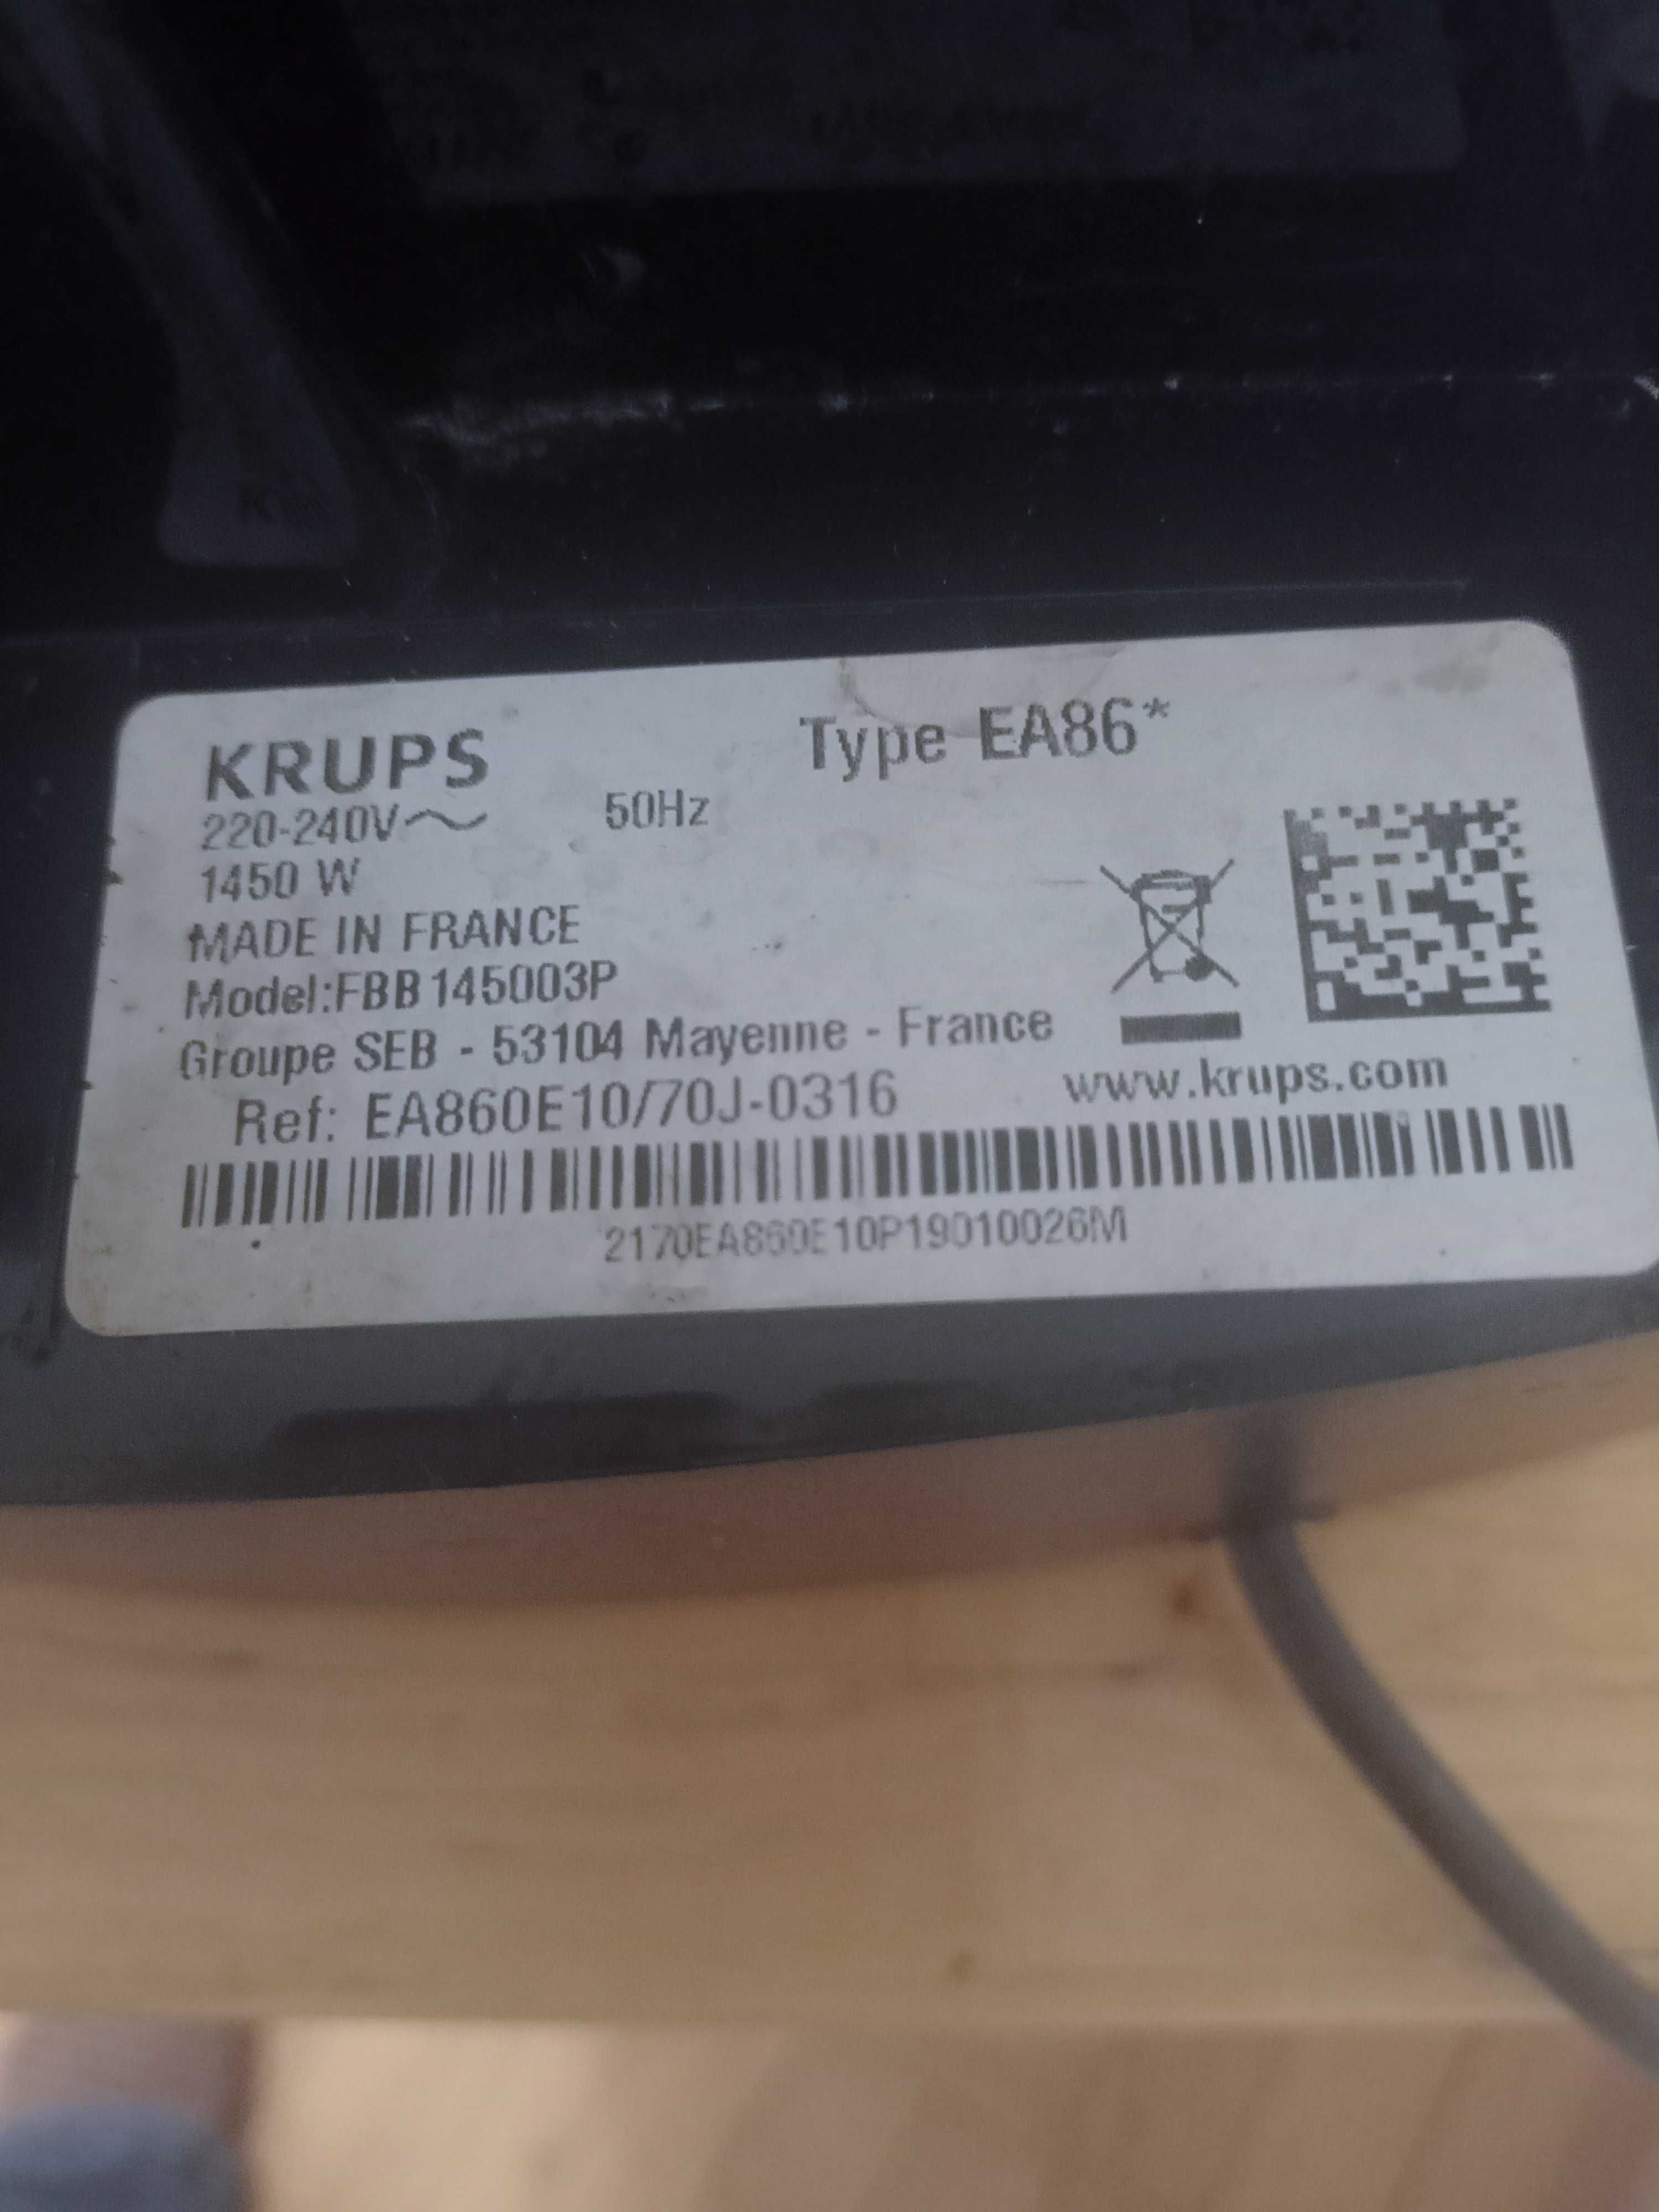 KRUPS Type EA86*
220-240V~ 50Hz
1450 W
MADE IN FRANCE
Model:FBB145003P
Groupe SEB - 53104 Mayenne - France
Ref: EA860E10/70J-0316 www.krups.com
2170EA860E10P19010026M